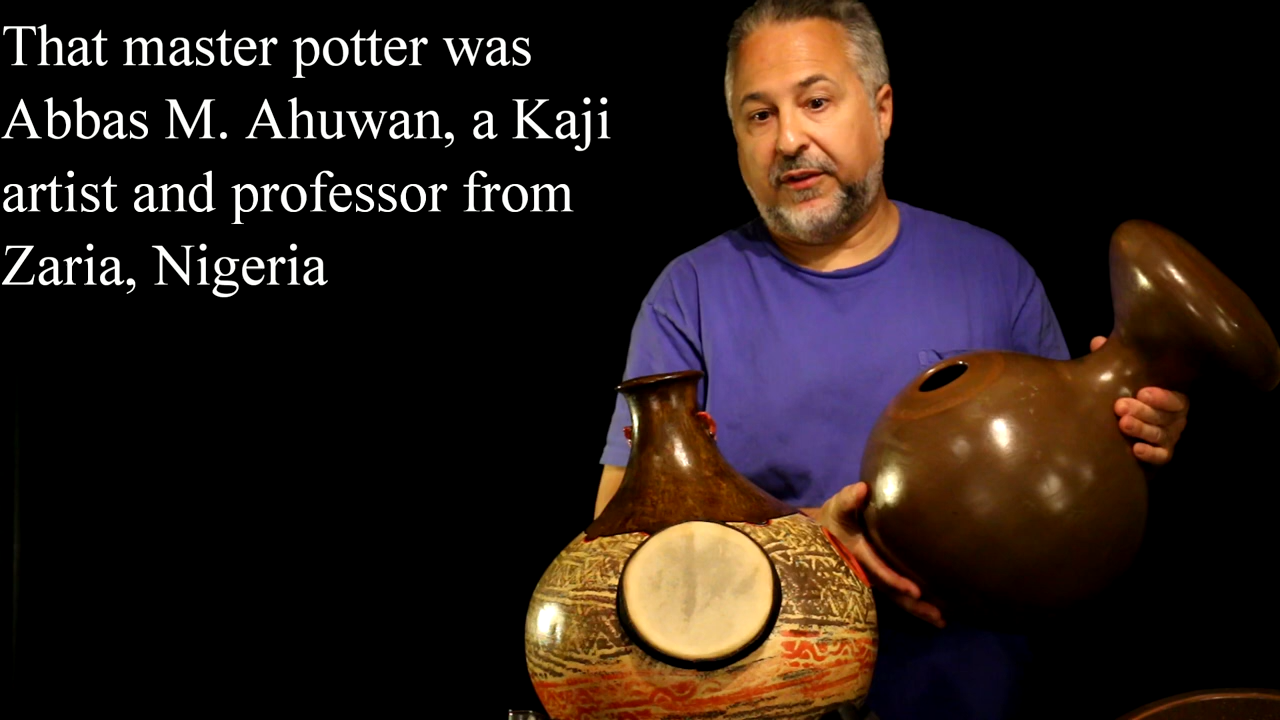 That master potter was
Abbas M. Ahuwan, a Kaji
artist and professor from
Zaria, Nigeria